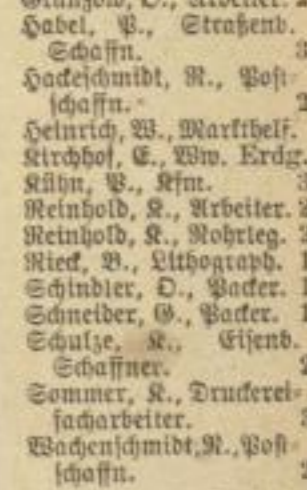 Habel, P., Straßenb.
Schaffn.
Hackeschmidt, R., Post-
schaffn.
Heinrich, W., Markthelf.
Kirchhof, E., Ww. Erdg.
Kühn, P., Kfm.
Reinhold, K., Arbeiter.
Reinhold, K., Rohrleg.
Rieck, B., Lithograph.
Schindler, O., Packer.
Schneider, G., Packer.
Schulze, K., Eisenb.
Schaffner.
Sommer, K., Druckerei-
facharbeiter.
Wachenschmidt, R., Post-
schaffn.